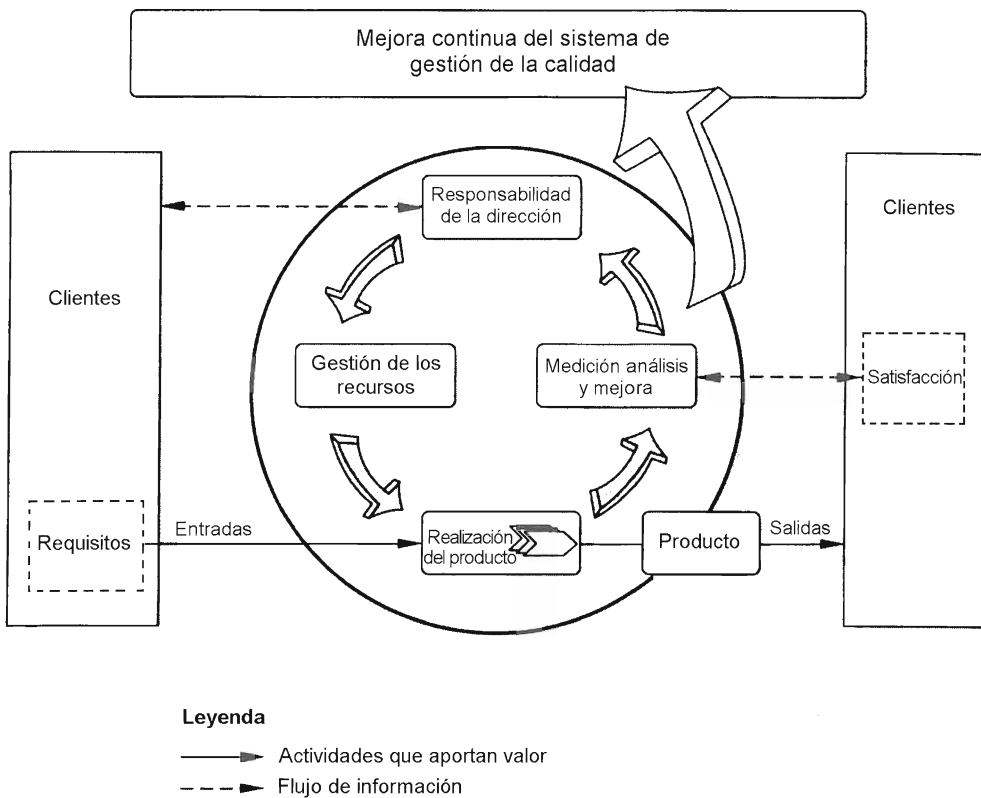 Mejora continua del sistema de
gestión de la calidad
Responsabilidad
de la dirección
Clientes
Clientes
Gestión de los
recursos
Medición análisis
y mejora
Satisfacción
Requisitos
Entradas
Realización
del producto
Producto
Salidas
Leyenda
Actividades que aportan valor
Flujo de información